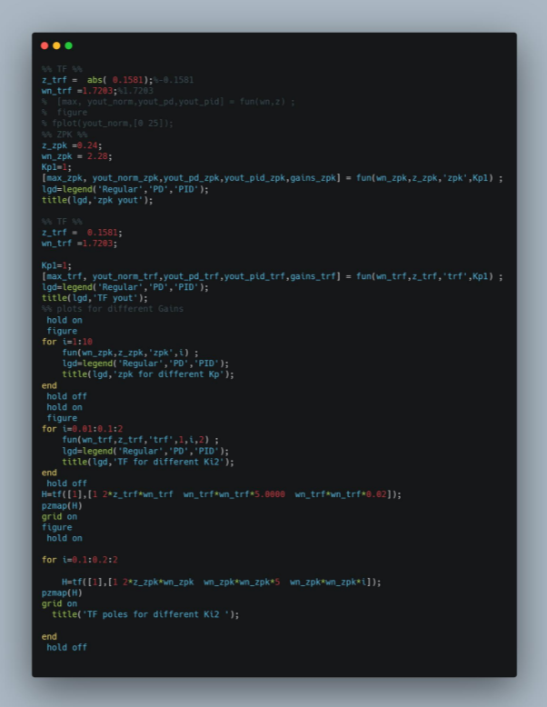 %% TF %%
z_trf =  abs( 0.1581);%-0.1581
wn_trf =1.7203;%1.7203
%  [max, yout_norm,yout_pd,yout_pid] = fun(wn,z) ;
%  figure
% fplot(yout_norm,[0 25]);
%% ZPK %%
z_zpk =0.24;
wn_zpk = 2.28;
Kp1=1;
[max_zpk, yout_norm_zpk,yout_pd_zpk,yout_pid_zpk,gains_zpk] = fun(wn_zpk,z_zpk,'zpk',Kp1) ;
lgd=legend('Regular','PD','PID');
title(lgd,'zpk yout');
%% TF %%
z_trf =  0.1581;
wn_trf =1.7203;
Kp1=1;
[max_trf, yout_norm_trf,yout_pd_trf,yout_pid_trf,gains_trf] = fun(wn_trf,z_trf,'trf',Kp1) ;
lgd=legend('Regular','PD','PID');
title(lgd,'TF yout');
%% plots for different Gains
hold on
figure
for i=1:10
fun(wn_zpk,z_zpk,'zpk',i) ;
lgd=legend('Regular','PD','PID');
title(lgd,'zpk for different Kp');
end
hold off
hold on
figure
for i=0.01:0.1:2
fun(wn_trf,z_trf,'trf',1,i,2) ;
lgd=legend('Regular','PD','PID');
title(lgd,'TF for different Ki2');
end
hold off
H=tf([1],[1 2*z_trf*wn_trf  wn_trf*wn_trf*5.0000  wn_trf*wn_trf*0.02]);
pzmap(H)
grid on
figure
hold on
for i=0.1:0.2:2
H=tf([1],[1 2*z_zpk*wn_zpk  wn_zpk*wn_zpk*5  wn_zpk*wn_zpk*i]);
pzmap(H)
grid on
title('TF poles for different Ki2 ');
end
hold off